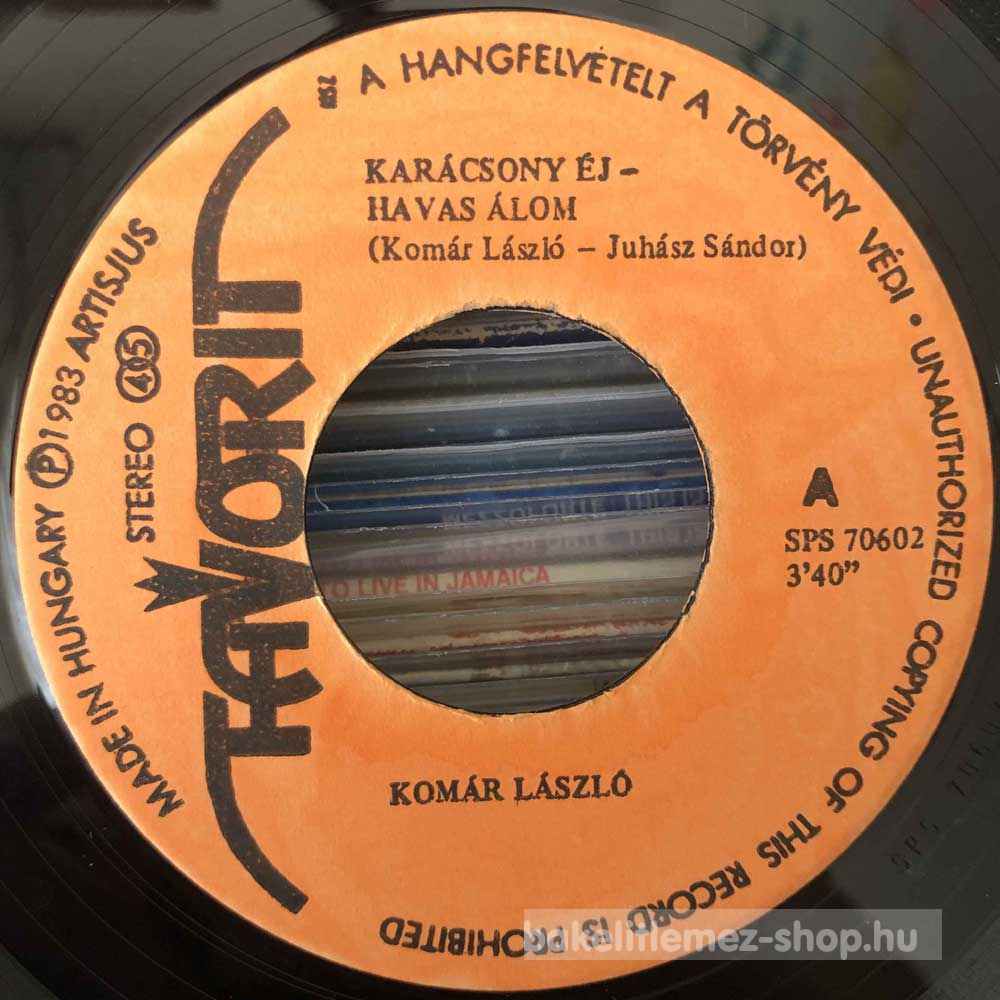 A HANGFELVÉTELT A TÖRVÉNY VÉDI • UNAUTHORIZED COPYING OF THIS RECORD IS PROHIBITED
KARÁCSONY ÉJ –
HAVAS ÁLOM
(Komár László – Juhász Sándor)
MADE IN HUNGARY Ⓟ 1983 ARTISJUS
STEREO 45
FAVORIT
A
SPS 70602
3'40"
TO LIVE IN JAMAICA
KOMÁR LÁSZLÓ
bakelitlemez-shop.hu